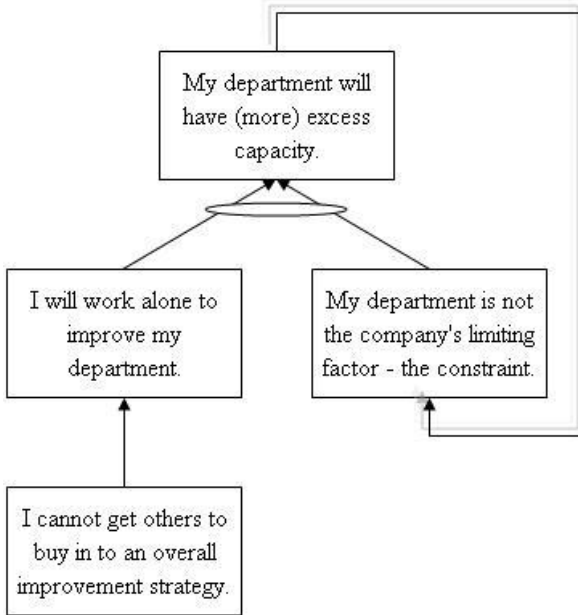 My department will
have (more) excess
capacity.
I will work alone to
improve my
department.
My department is not
the company's limiting
factor - the constraint.
I cannot get others to
buy in to an overall
improvement strategy.